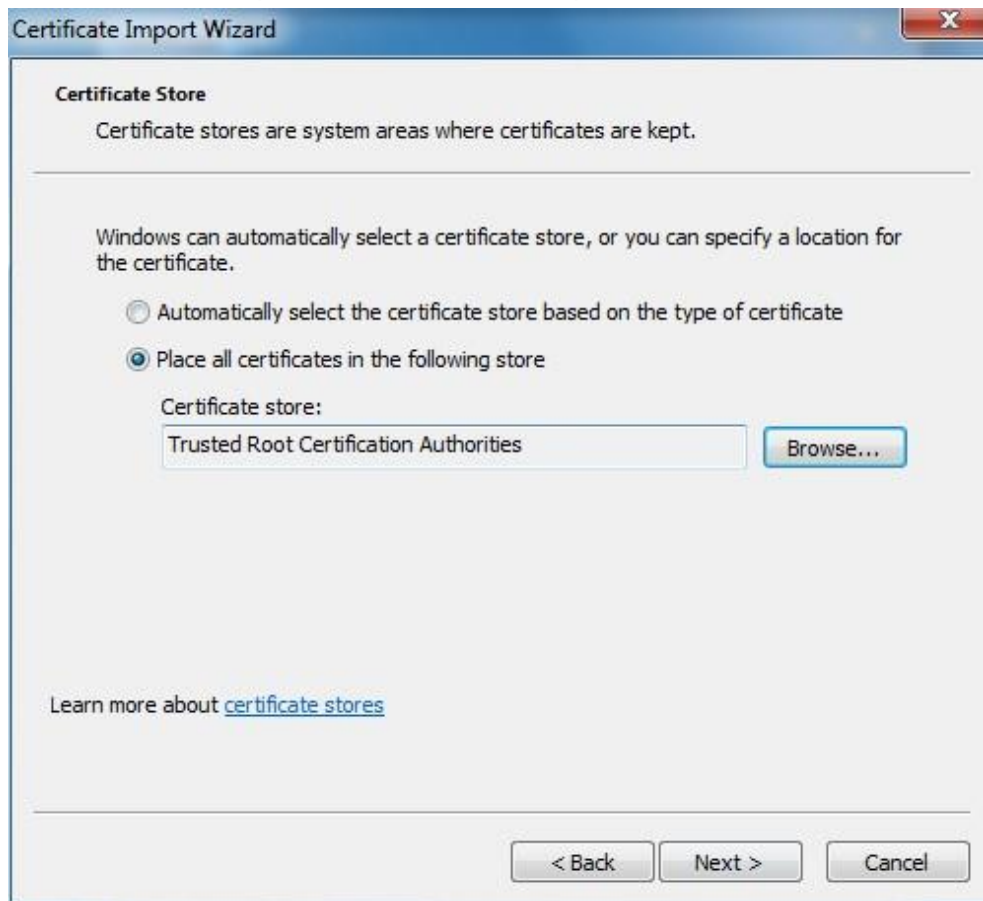 Certificate Import Wizard
Certificate Store
Certificate stores are system areas where certificates are kept.
Windows can automatically select a certificate store, or you can specify a location for
the certificate.
Automatically select the certificate store based on the type of certificate
Place all certificates in the following store
Certificate store:
Trusted Root Certification Authorities
Browse...
Learn more about certificate stores
< Back
Next >
Cancel